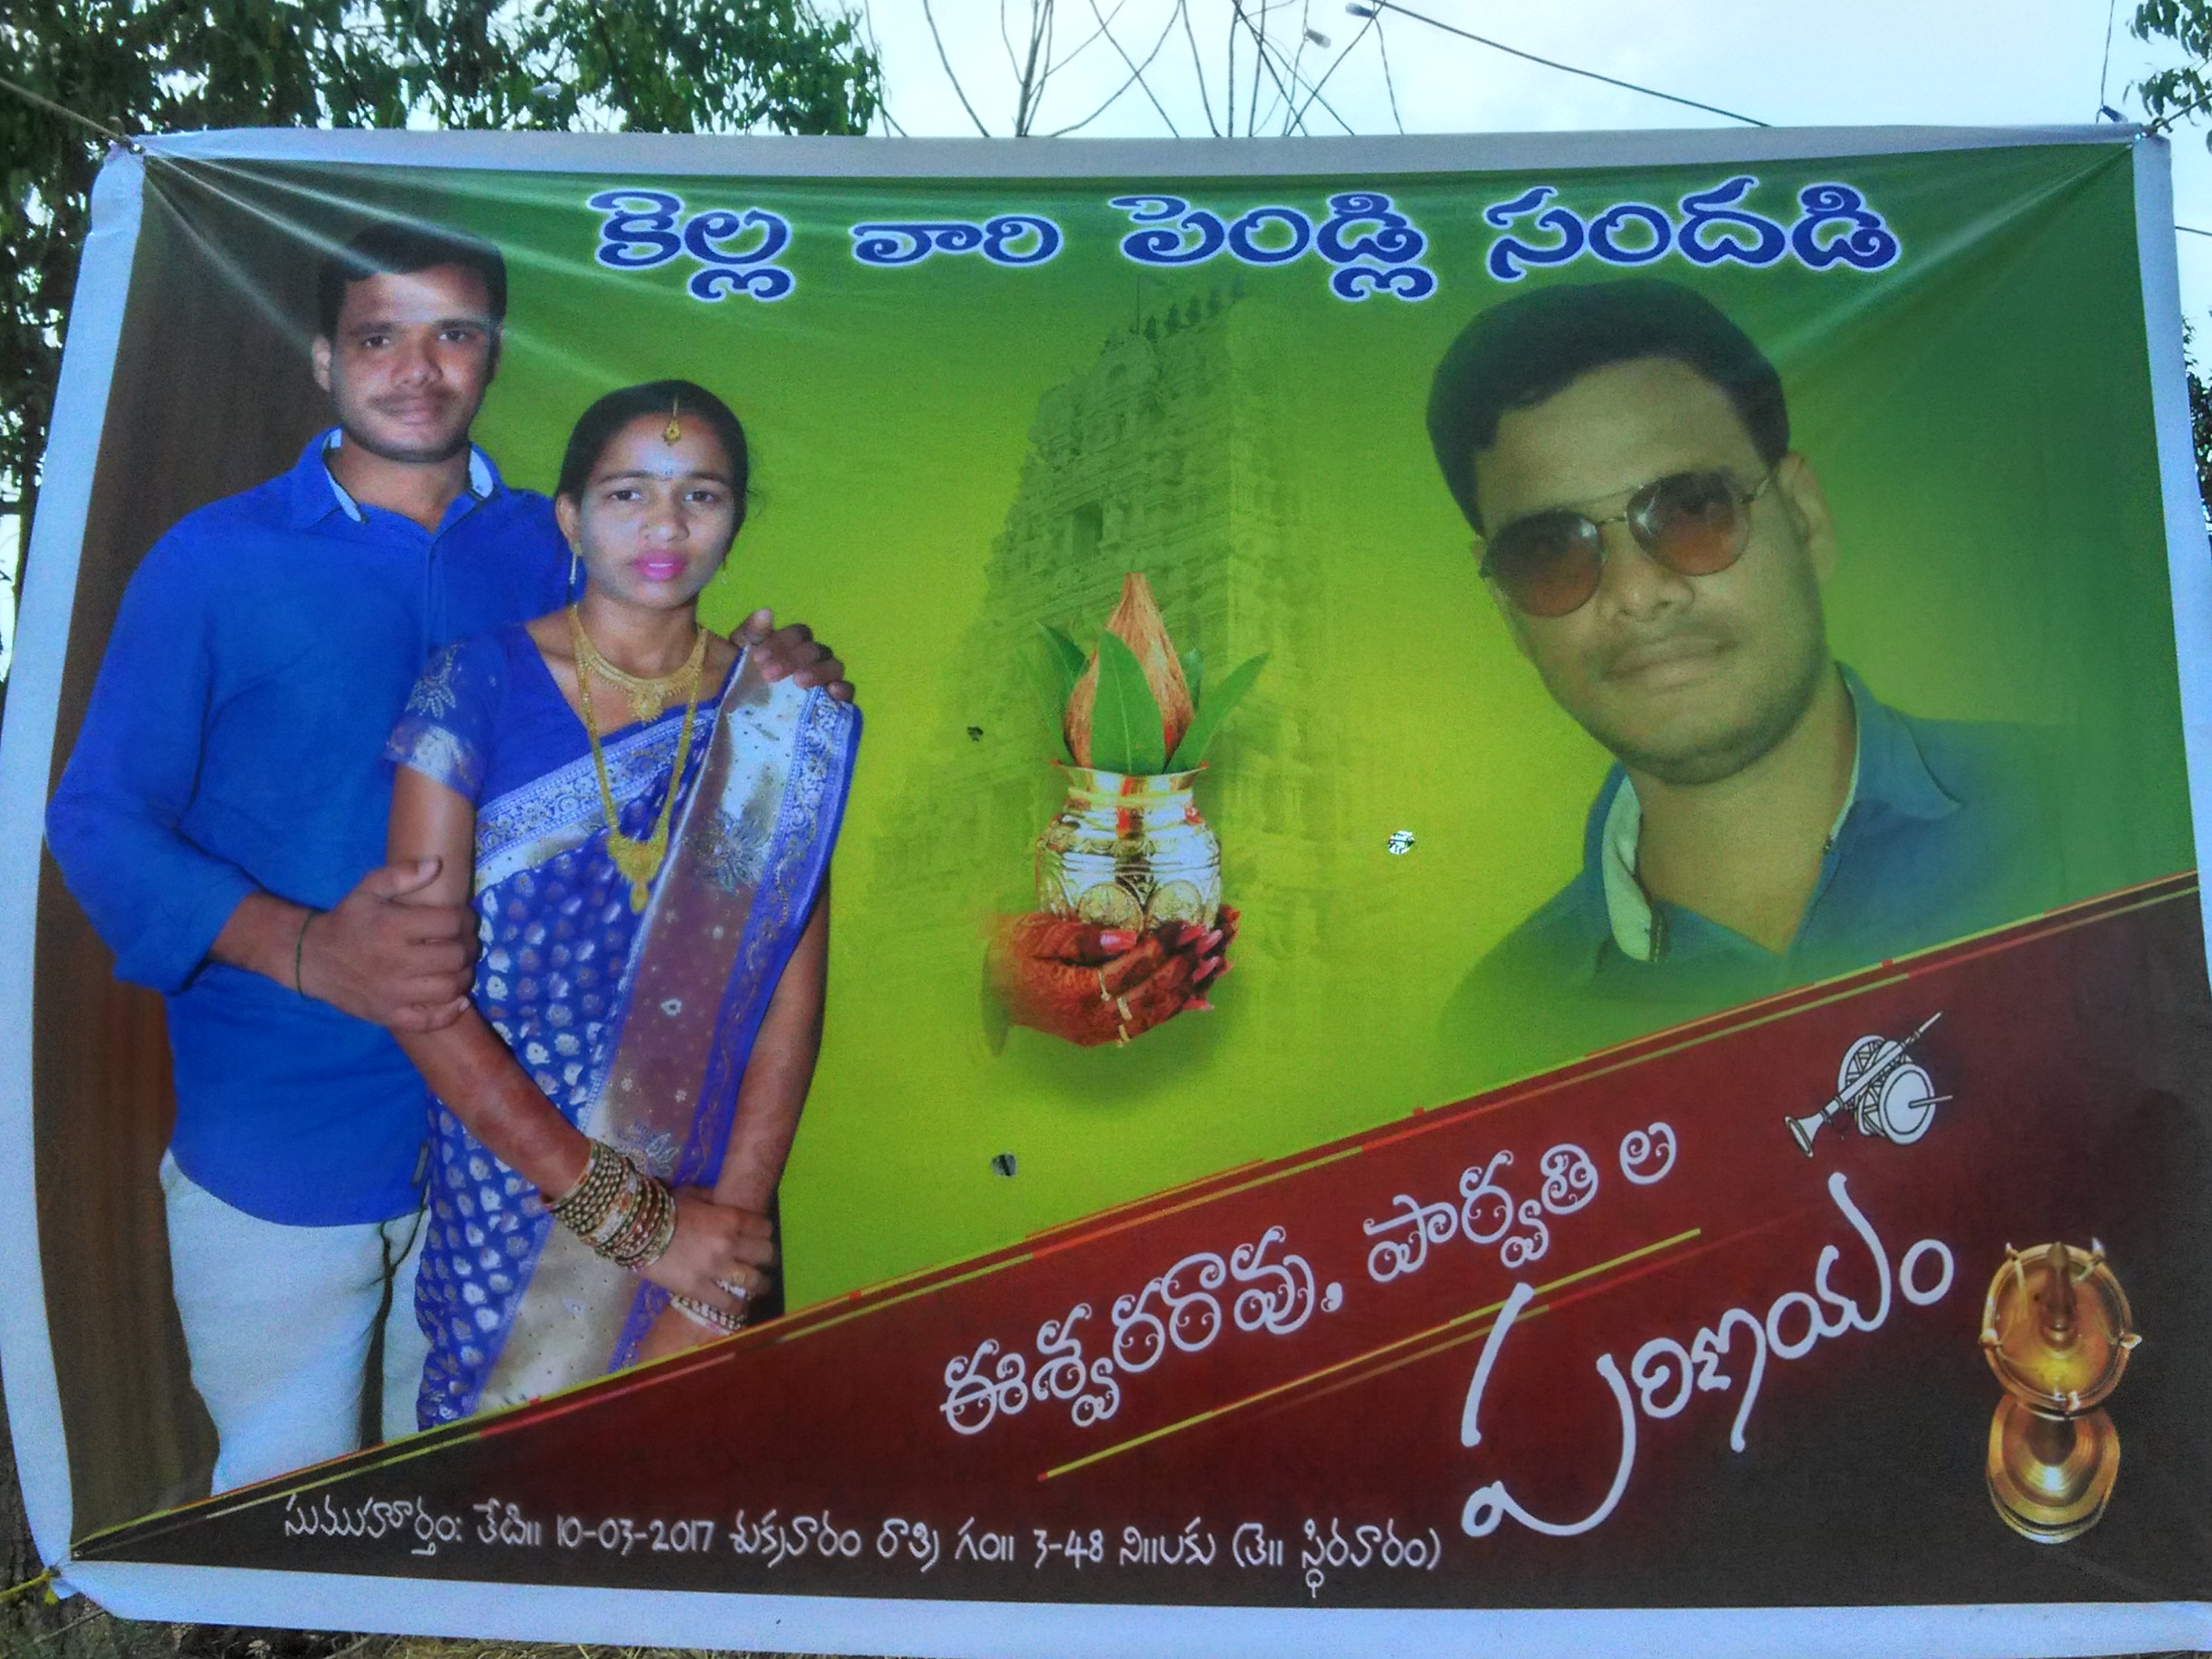 కెల్ల వారి పెండ్లి సందడి
ఈశ్వరరావు, పార్వతి ల
పరిణయం
సుముహూర్తం: తేది॥ 10-03-2017 శుక్రవారం రాత్రి గం॥ 3-48 ని॥లకు (తె॥ స్థిరవారం)